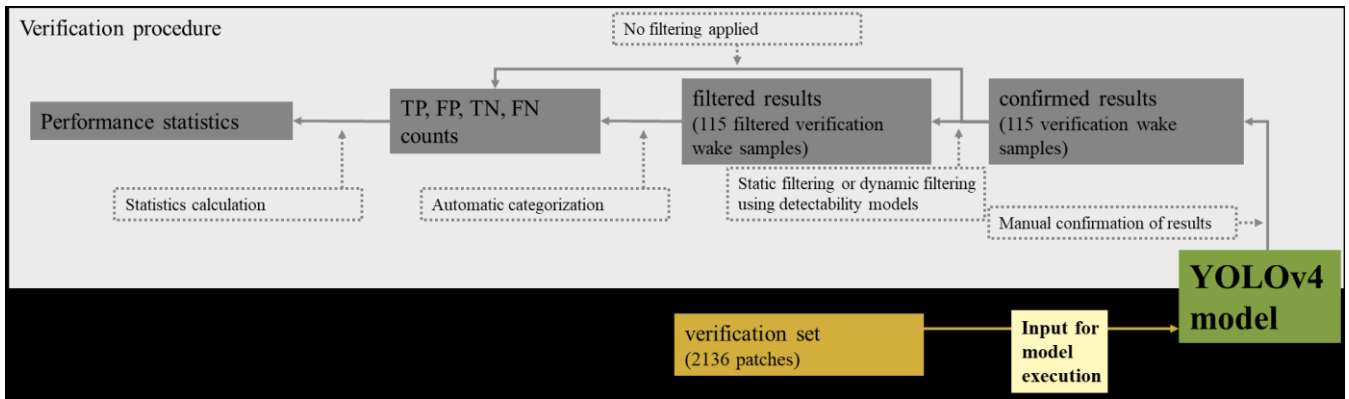 Verification procedure
No filtering applied
Performance statistics
TP, FP, TN, FN
counts
filtered results
(115 filtered verification
wake samples)
confirmed results
(115 verification wake
samples)
Statistics calculation
Automatic categorization
Static filtering or dynamic filtering
using detectability models
Manual confirmation of results
YOLOv4
model
verification set
(2136 patches)
Input for
model
execution